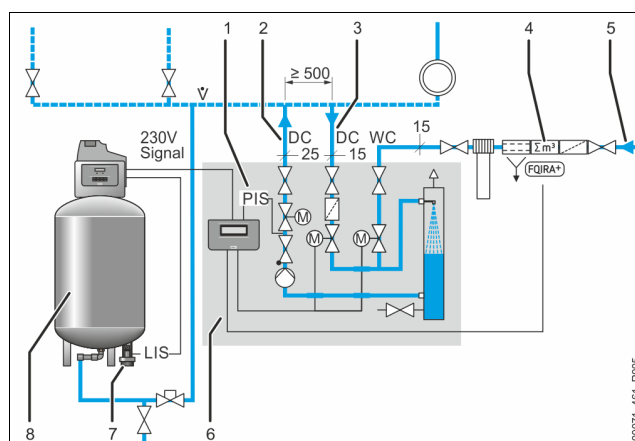 1 2 3 4 5
≥ 500
V̇
DC DC WC 15
25 15
230V
Signal
PIS
Σm³
FQIRA+
M
M M
LIS
8 7 6